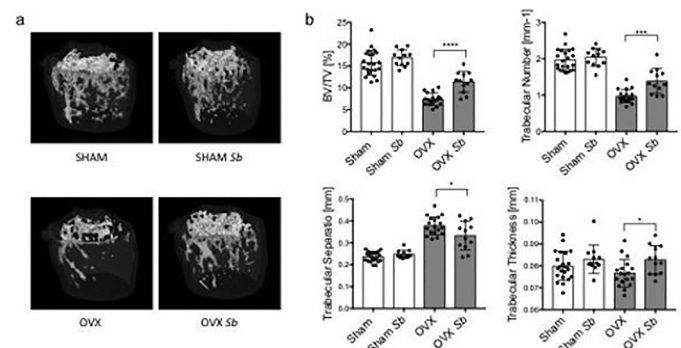 a
SHAM
SHAM Sb
OVX
OVX Sb
b
BV/TV [%]
25
20
15
10
5
0
****
Sham
Sham Sb
OVX
OVX Sb
Trabecular Number [mm-1]
3
2
1
0
***
Sham
Sham Sb
OVX
OVX Sb
Trabecular Separatio [mm]
0.5
0.4
0.3
0.2
0.1
0.0
*
Sham
Sham Sb
OVX
OVX Sb
Trabecular Thickness [mm]
0.11
0.10
0.09
0.08
0.07
0.06
*
Sham
Sham Sb
OVX
OVX Sb